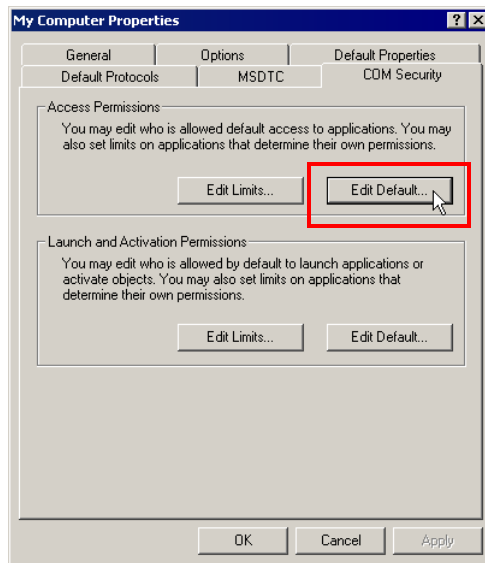 My Computer Properties
General Options Default Properties
Default Protocols MSDTC COM Security
Access Permissions
You may edit who is allowed default access to applications. You may
also set limits on applications that determine their own permissions.
Edit Limits... Edit Default...
Launch and Activation Permissions
You may edit who is allowed by default to launch applications or
activate objects. You may also set limits on applications that
determine their own permissions.
Edit Limits... Edit Default...
OK Cancel Apply